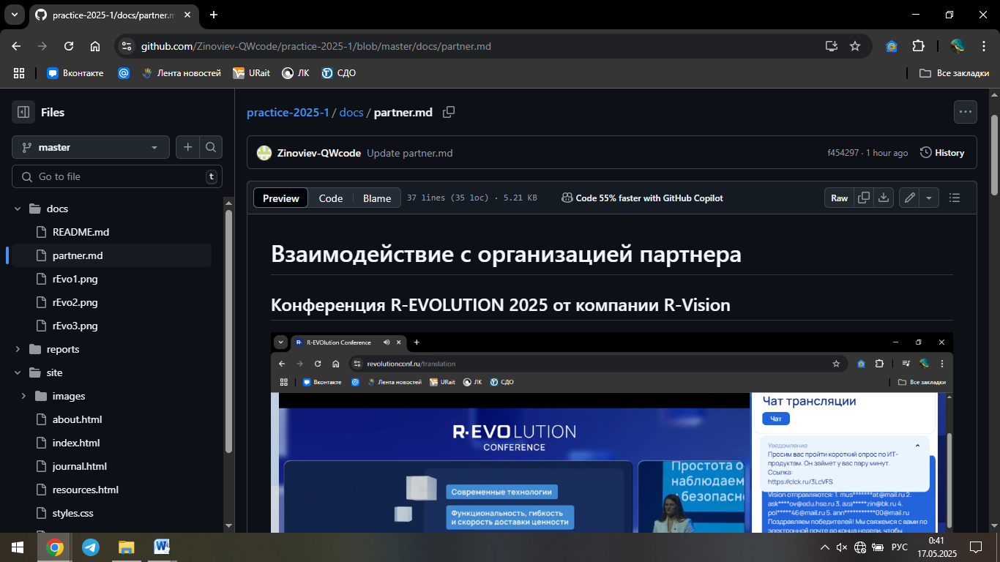 practice-2025-1/docs/partner.m
github.com/Zinoviev-QWcode/practice-2025-1/blob/master/docs/partner.md
Вконтакте
Лента новостей
URait
ЛК
СДО
Все закладки
Files
practice-2025-1 / docs / partner.md
master
Zinoviev-QWcode Update partner.md
f454297 · 1 hour ago
History
Go to file
t
Preview
Code
Blame
37 lines (35 loc) · 5.21 KB
Code 55% faster with GitHub Copilot
Raw
docs
README.md
partner.md
rEvo1.png
rEvo2.png
rEvo3.png
reports
site
images
about.html
index.html
journal.html
resources.html
styles.css
Взаимодействие с организацией партнера
Конференция R-EVOLUTION 2025 от компании R-Vision
R-EVOlution Conference
revolutionconf.ru/translation
Вконтакте
Лента новостей
URait
ЛК
СДО
Все закладки
R·EVOLUTION
CONFERENCE
Современные технологии
Функциональность, гибкость
и скорость доставки ценности
Простота о
наблюдаем
безопасн
Чат трансляции
Чат
Уведомление
Просим вас пройти короткий опрос по ИТ-
продуктам. Он займет у вас пару минут.
Ссылка:
https://clck.ru/3LcVFS
Vision отправляются: 1. mus*******at@mail.ru 2.
ask****ov@edu.hse.ru 3. aza*****zin@bk.ru 4.
pol*****46@mail.ru 5. ann***********00@mail.ru
Поздравляем победителей! Мы свяжемся с вами по
электронной почте до конца недели, чтобы
РУС
0:41
17.05.2025